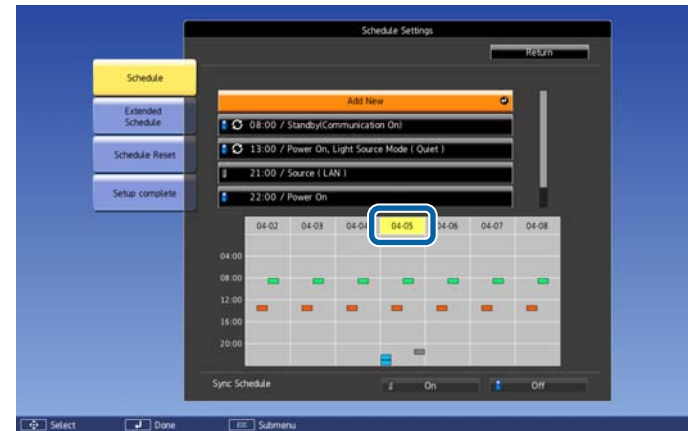 Schedule Settings
Return
Schedule
Extended
Schedule
Schedule Reset
Setup complete
Add New
08:00 / Standby(Communication On)
13:00 / Power On, Light Source Mode ( Quiet )
21:00 / Source ( LAN )
22:00 / Power On
04-02 04-03 04-04 04-05 04-06 04-07 04-08
04:00
08:00
12:00
16:00
20:00
Sync Schedule On Off
Select Done Esc Submenu